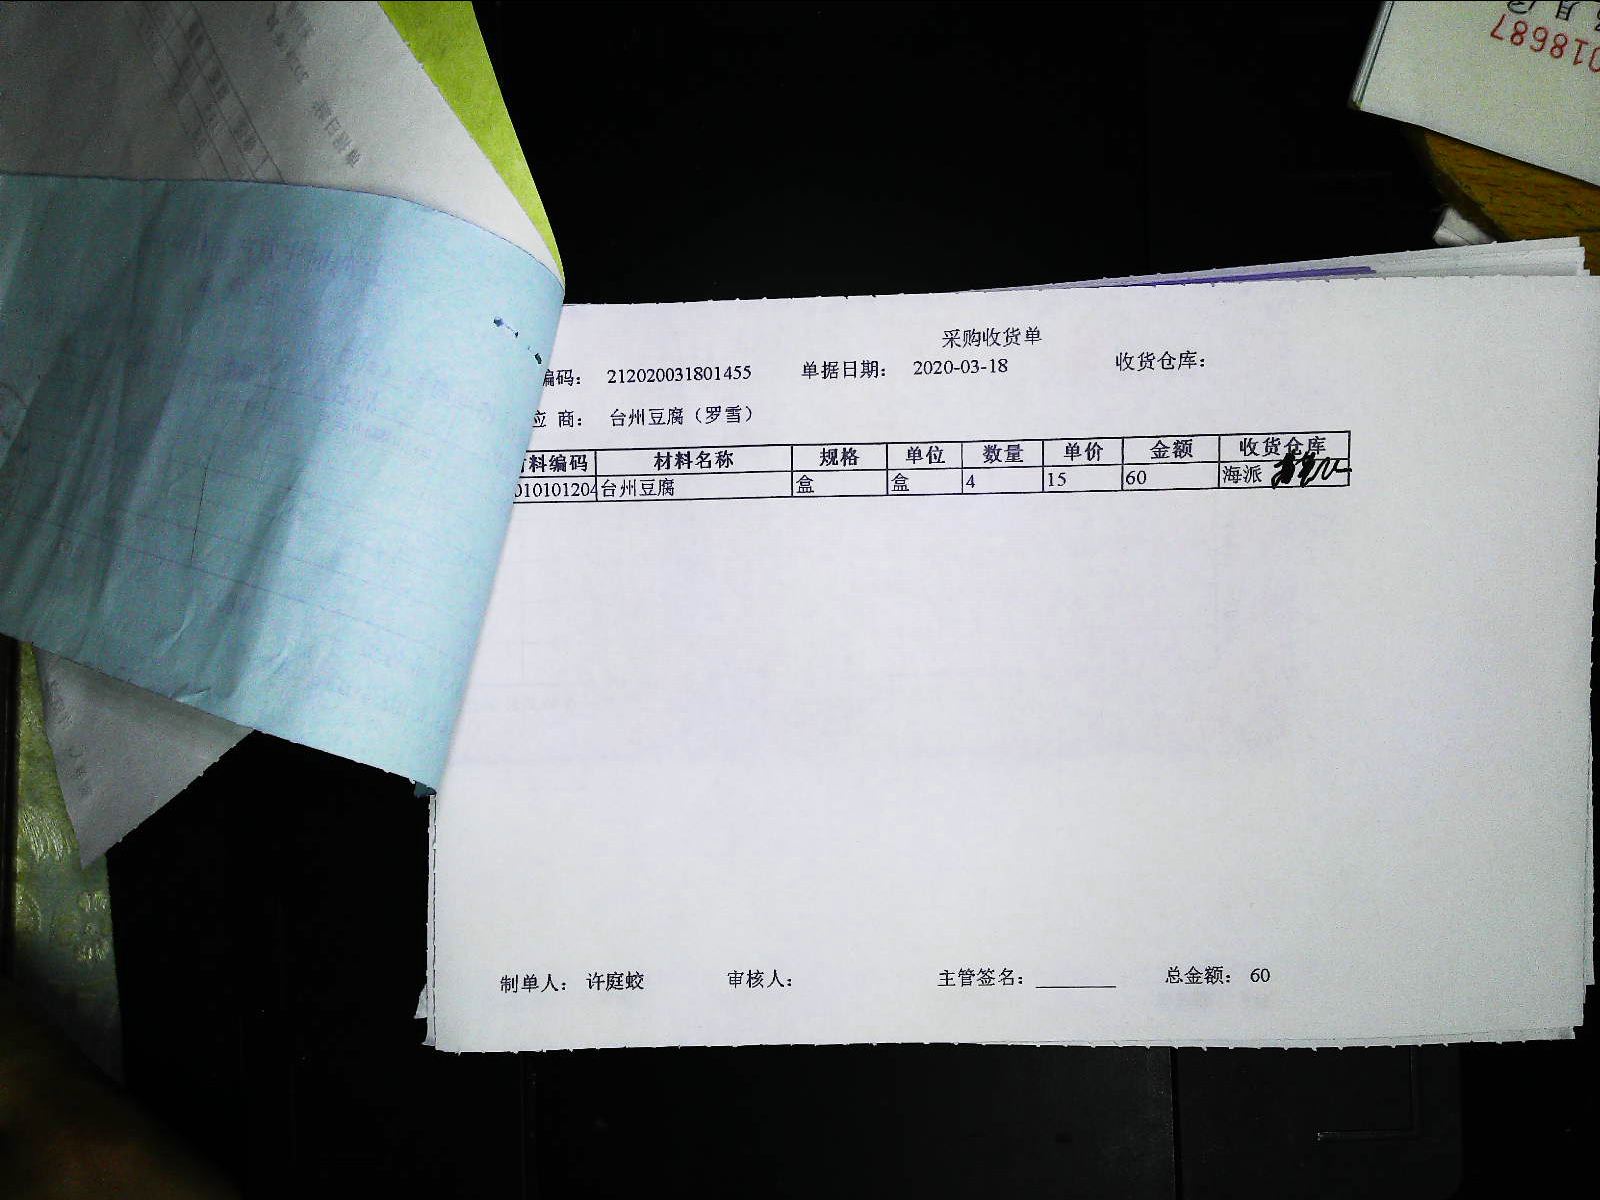 018687
采购收货单
编码： 212020031801455 单据日期： 2020-03-18 收货仓库：
应 商： 台州豆腐（罗雪）
料编码 材料名称 规格 单位 数量 单价 金额 收货仓库
010101204 台州豆腐 盒 盒 4 15 60 海派
制单人： 许庭蛟 审核人： 主管签名： 总金额： 60